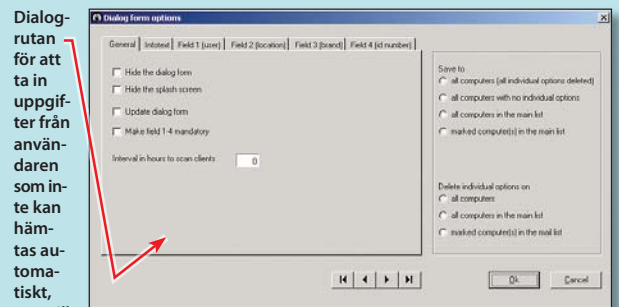 Dialog-
rutan
för att
ta in
uppgif-
ter från
använ-
daren
som in-
te kan
häm-
tas au-
toma-
tiskt,
Dialog form options
General Infotext Field 1 (user) Field 2 (location) Field 3 (brand) Field 4 (id number)
Hide the dialog form
Hide the splash screen
Update dialog form
Make field 1-4 mandatory
Interval in hours to scan clients 0
Save to
all computers (all individual options deleted)
all computers with no individual options
all computers in the main list
marked computer(s) in the main list
Delete individual options on
all computers
all computers in the main list
marked computer(s) in the mail list
Ok Cancel